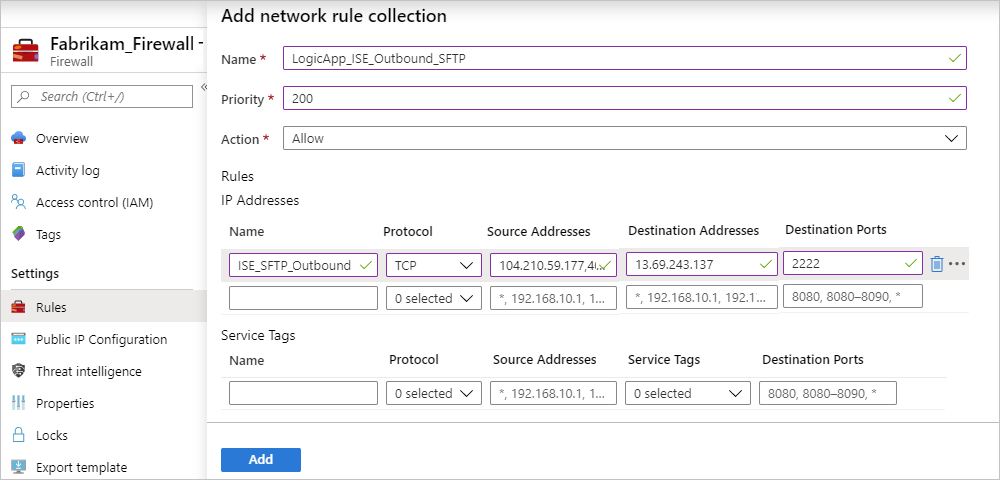 Fabrikam_Firewall -
Firewall
«
Search (Ctrl+/)
Overview
Activity log
Access control (IAM)
Tags
Settings
Rules
Public IP Configuration
Threat intelligence
Properties
Locks
Export template
Add network rule collection
Name * LogicApp_ISE_Outbound_SFTP
Priority * 200
Action * Allow
Rules
IP Addresses
Name Protocol Source Addresses Destination Addresses Destination Ports
ISE_SFTP_Outbound TCP 104.210.59.177,4 13.69.243.137 2222 •••
0 selected *, 192.168.10.1, 1... *, 192.168.10.1, 192.1... 8080, 8080–8090, *
Service Tags
Name Protocol Source Addresses Service Tags Destination Ports
0 selected *, 192.168.10.1, 1... 0 selected 8080, 8080–8090, *
Add